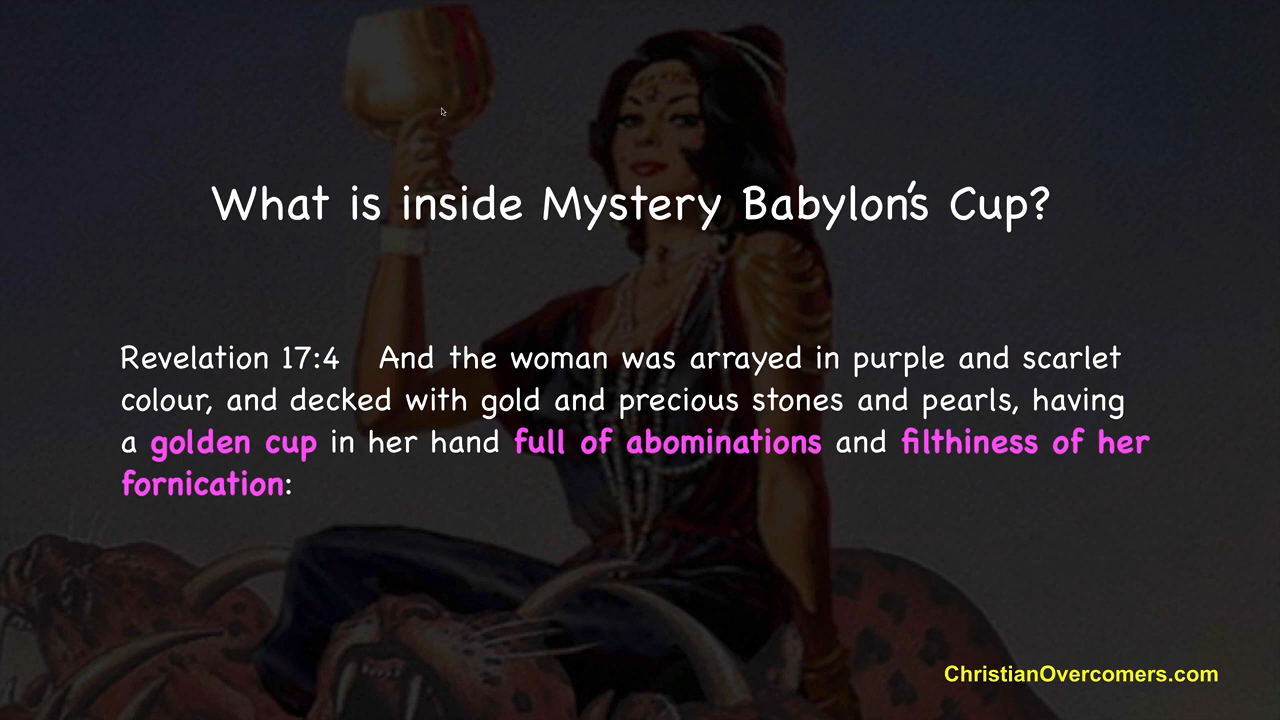 What is inside Mystery Babylon's Cup?
Revelation 17:4 And the woman was arrayed in purple and scarlet
colour, and decked with gold and precious stones and pearls, having
a golden cup in her hand full of abominations and filthiness of her
fornication:
ChristianOvercomers.com